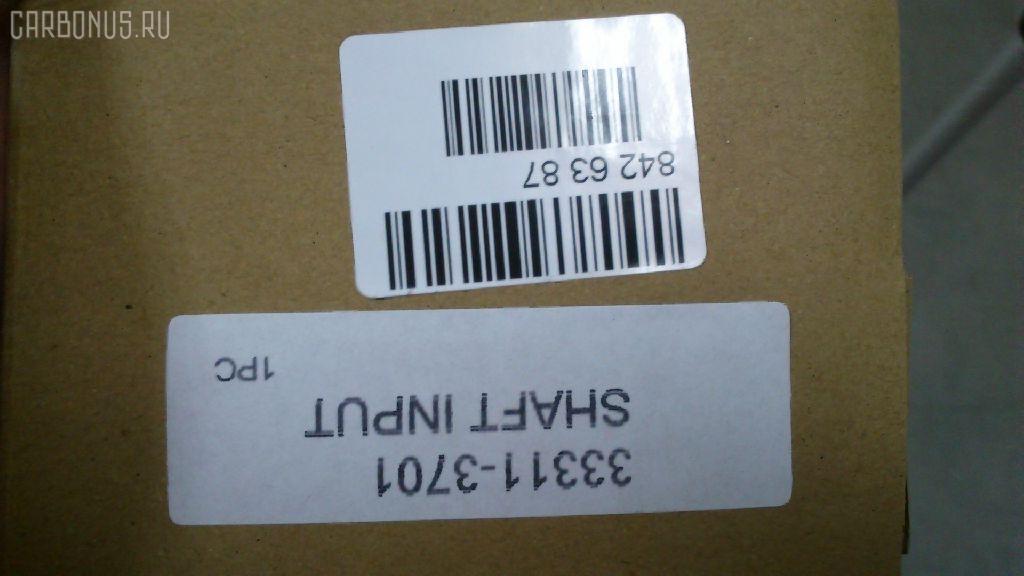 CARBONUS.RU
33311-3701
SHAFT INPUT
1PC
842 63 87